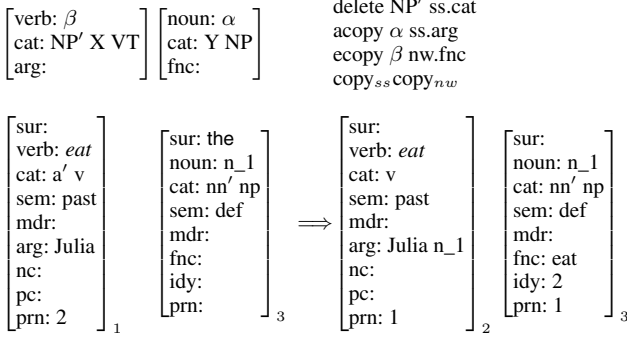 delete NP′ ss.cat
verb: β noun: α
acopy α ss.arg
cat: NP′ X VT cat: Y NP
ecopy β nw.fnc
arg: fnc:
copy_ss copy_nw
sur: sur: the sur: sur:
verb: eat noun: n_1 verb: eat noun: n_1
cat: a′ v cat: nn′ np cat: v cat: nn′ np
sem: past sem: def sem: past sem: def
mdr: mdr: ⟹ mdr: mdr:
arg: Julia fnc: arg: Julia n_1 fnc: eat
nc: idy: nc: idy: 2
pc: prn: pc: prn: 1
prn: 2 prn: 1
1 3 2 3